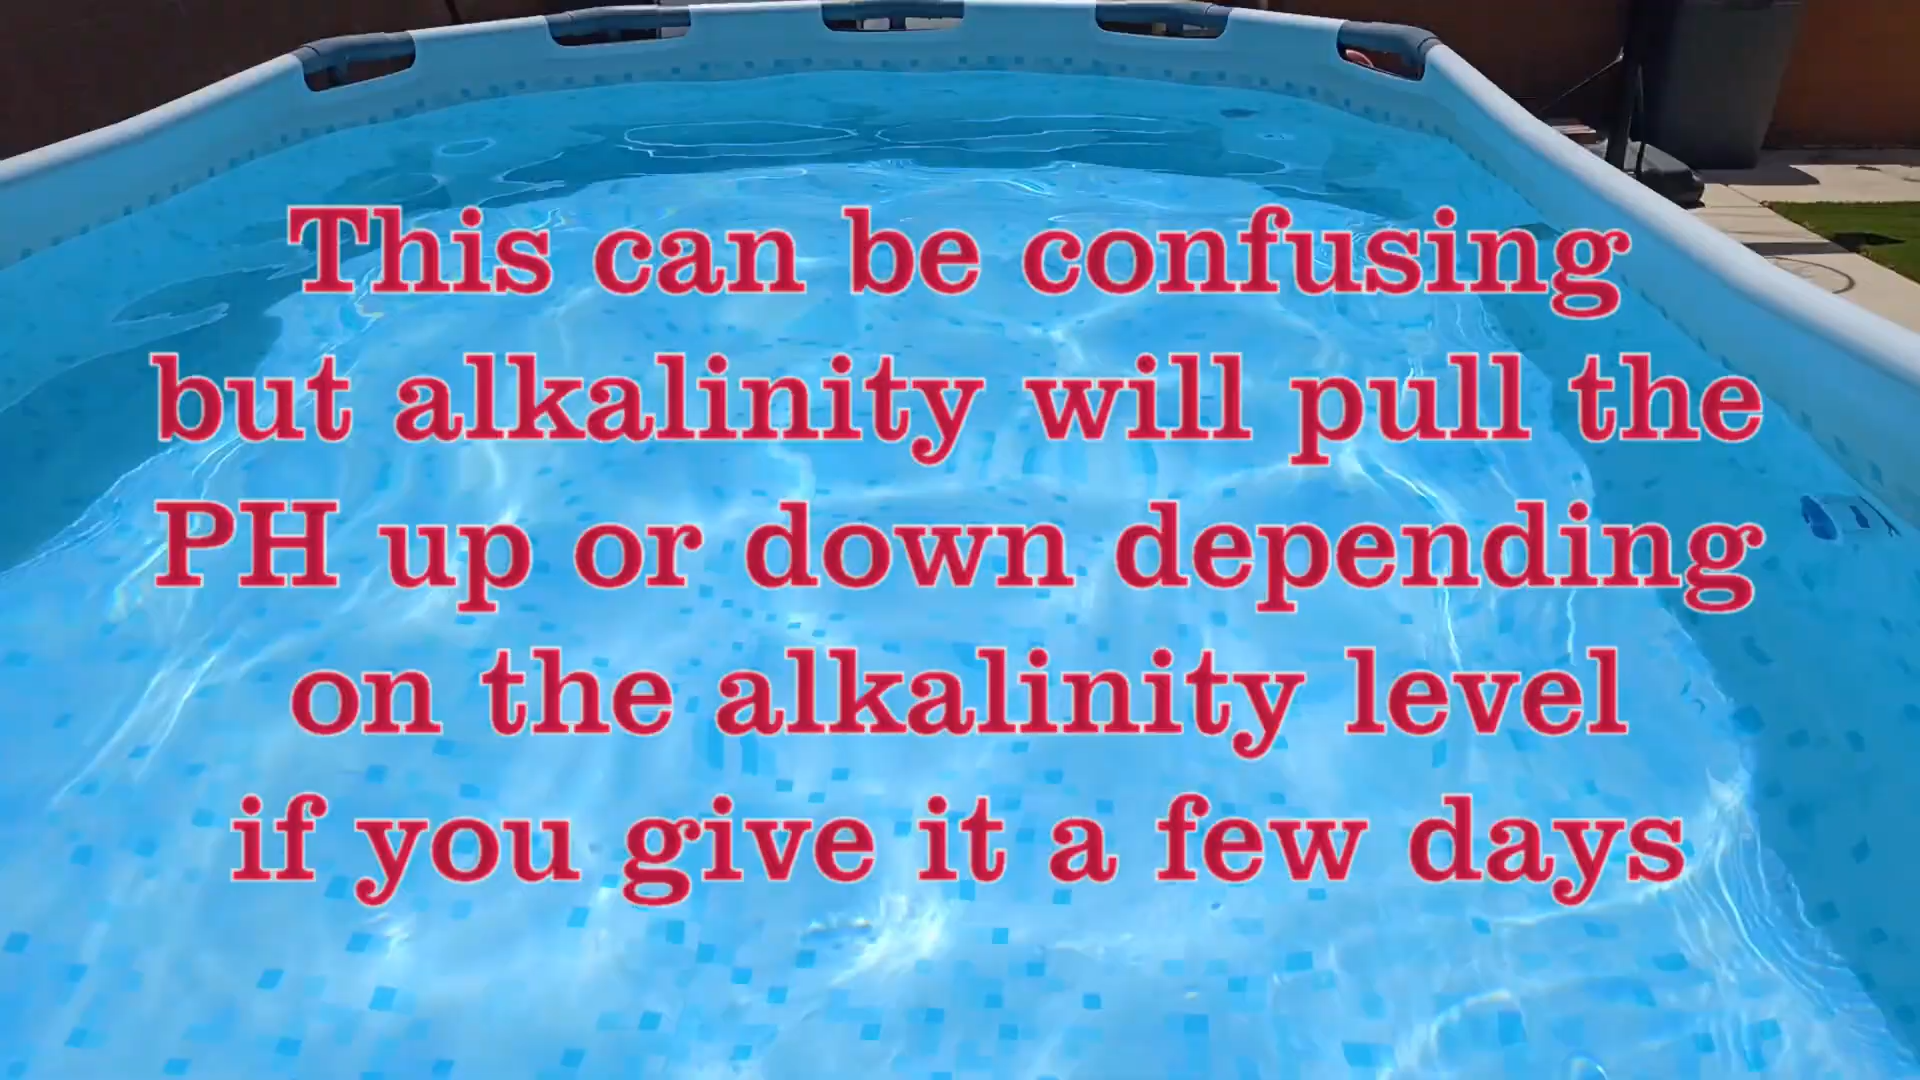 This can be confusing
but alkalinity will pull the
PH up or down depending
on the alkalinity level
if you give it a few days